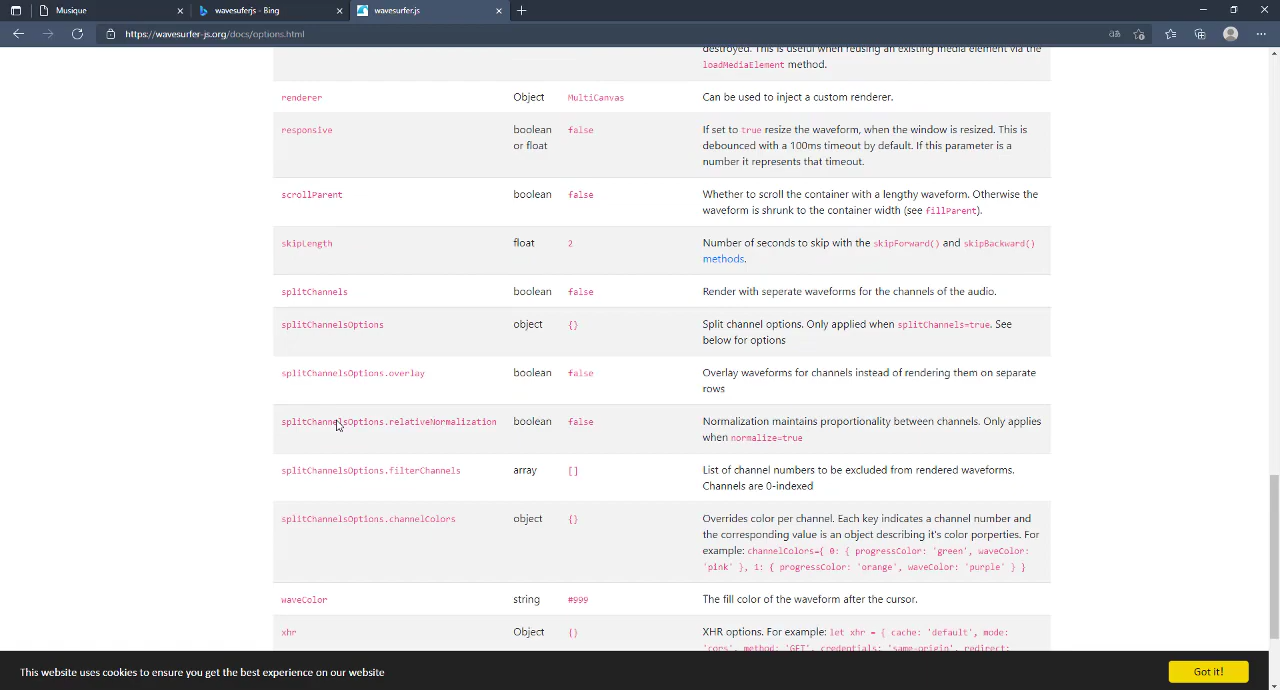 Musique
wavesuferjs - Bing
wavesurfer.js
https://wavesurfer-js.org/docs/options.html
destroyed. This is useful when reusing an existing media element via the
loadMediaElement method.
renderer Object MultiCanvas Can be used to inject a custom renderer.
responsive boolean false If set to true resize the waveform, when the window is resized. This is
or float debounced with a 100ms timeout by default. If this parameter is a
number it represents that timeout.
scrollParent boolean false Whether to scroll the container with a lengthy waveform. Otherwise the
waveform is shrunk to the container width (see fillParent).
skipLength float 2 Number of seconds to skip with the skipForward() and skipBackward()
methods.
splitChannels boolean false Render with seperate waveforms for the channels of the audio.
splitChannelsOptions object {} Split channel options. Only applied when splitChannels=true. See
below for options
splitChannelsOptions.overlay boolean false Overlay waveforms for channels instead of rendering them on separate
rows
splitChannelsOptions.relativeNormalization boolean false Normalization maintains proportionality between channels. Only applies
when normalize=true
splitChannelsOptions.filterChannels array [] List of channel numbers to be excluded from rendered waveforms.
Channels are 0-indexed
splitChannelsOptions.channelColors object {} Overrides color per channel. Each key indicates a channel number and
the corresponding value is an object describing it's color porperties. For
example: channelColors={ 0: { progressColor: 'green', waveColor:
'pink' }, 1: { progressColor: 'orange', waveColor: 'purple' } }
waveColor string #999 The fill color of the waveform after the cursor.
xhr Object {} XHR options. For example: let xhr = { cache: 'default', mode:
'cors', method: 'GET', credentials: 'same-origin', redirect:
This website uses cookies to ensure you get the best experience on our website
Got it!